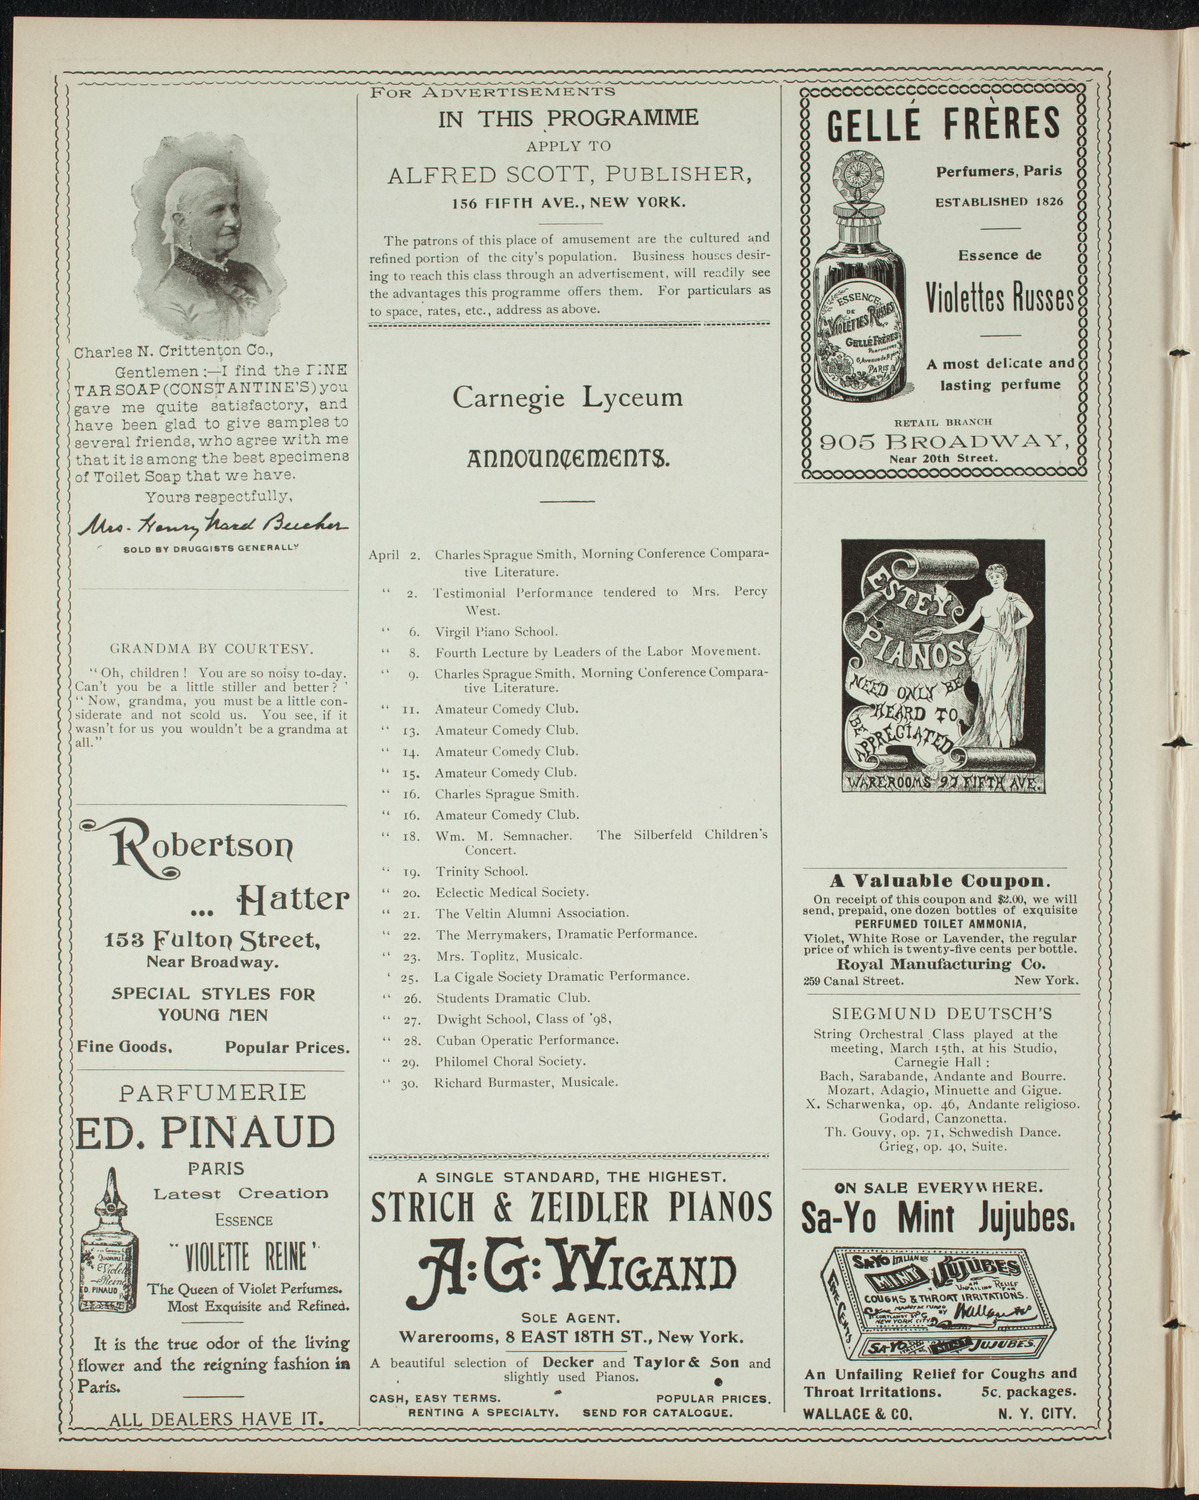 Charles N. Crittenton Co.,
Gentlemen:—I find the PINE
TAR SOAP (CONSTANTINE'S) you
gave me quite satisfactory, and
have been glad to give samples to
several friends, who agree with me
that it is among the best specimens
of Toilet Soap that we have.
Yours respectfully,
Mrs. Henry Ward Beecher
SOLD BY DRUGGISTS GENERALLY
GRANDMA BY COURTESY.
"Oh, children! You are so noisy to-day.
Can't you be a little stiller and better?'
"Now, grandma, you must be a little con-
siderate and not scold us. You see, if it
wasn't for us you wouldn't be a grandma at
all."
Robertson
... Hatter
153 Fulton Street,
Near Broadway.
SPECIAL STYLES FOR
YOUNG MEN
Fine Goods. Popular Prices.
PARFUMERIE
ED. PINAUD
PARIS
Latest Creation
ESSENCE
"VIOLETTE REINE'
The Queen of Violet Perfumes.
Most Exquisite and Refined.
Violette
Reine
ED. PINAUD
It is the true odor of the living
flower and the reigning fashion in
Paris.
ALL DEALERS HAVE IT.
FOR ADVERTISEMENTS
IN THIS PROGRAMME
APPLY TO
ALFRED SCOTT, PUBLISHER,
156 FIFTH AVE., NEW YORK.
The patrons of this place of amusement are the cultured and
refined portion of the city's population. Business houses desir-
ing to reach this class through an advertisement, will readily see
the advantages this programme offers them. For particulars as
to space, rates, etc., address as above.
Carnegie Lyceum
ANNOUNCEMENTS.
April 2. Charles Sprague Smith, Morning Conference Compara-
tive Literature.
" 2. Testimonial Performance tendered to Mrs. Percy
West.
" 6. Virgil Piano School.
" 8. Fourth Lecture by Leaders of the Labor Movement.
" 9. Charles Sprague Smith, Morning Conference Compara-
tive Literature.
" 11. Amateur Comedy Club.
" 13. Amateur Comedy Club.
" 14. Amateur Comedy Club.
" 15. Amateur Comedy Club.
" 16. Charles Sprague Smith.
" 16. Amateur Comedy Club.
" 18. Wm. M. Semnacher. The Silberfeld Children's
Concert.
" 19. Trinity School.
" 20. Eclectic Medical Society.
" 21. The Veltin Alumni Association.
" 22. The Merrymakers, Dramatic Performance.
" 23. Mrs. Toplitz, Musicale.
' 25. La Cigale Society Dramatic Performance.
" 26. Students Dramatic Club.
" 27. Dwight School, Class of '98,
" 28. Cuban Operatic Performance.
" 29. Philomel Choral Society.
" 30. Richard Burmaster, Musicale.
A SINGLE STANDARD, THE HIGHEST.
STRICH & ZEIDLER PIANOS
A:G:WIGAND
SOLE AGENT.
Warerooms, 8 EAST 18TH ST., New York.
A beautiful selection of Decker and Taylor & Son and
slightly used Pianos.
CASH, EASY TERMS. POPULAR PRICES.
RENTING A SPECIALTY. SEND FOR CATALOGUE.
GELLÉ FRÈRES
Perfumers, Paris
ESTABLISHED 1826
Essence de
Violettes Russes
A most delicate and
lasting perfume
ESSENCE
DE
VIOLETTES RUSSES
GELLÉ FRÈRES
PARIS
RETAIL BRANCH
905 BROADWAY,
Near 20th Street.
ESTEY
PIANOS
NEED ONLY BE
HEARD TO
BE APPRECIATED
WAREROOMS 97 FIFTH AVE.
A Valuable Coupon.
On receipt of this coupon and $2.00, we will
send, prepaid, one dozen bottles of exquisite
PERFUMED TOILET AMMONIA,
Violet, White Rose or Lavender, the regular
price of which is twenty-five cents per bottle.
Royal Manufacturing Co.
259 Canal Street. New York.
SIEGMUND DEUTSCH'S
String Orchestral Class played at the
meeting, March 15th, at his Studio,
Carnegie Hall:
Bach, Sarabande, Andante and Bourre.
Mozart, Adagio, Minuette and Gigue.
X. Scharwenka, op. 46, Andante religioso.
Godard, Canzonetta.
Th. Gouvy, op. 71, Schwedish Dance.
Grieg, op. 40, Suite.
ON SALE EVERYWHERE.
Sa-Yo Mint Jujubes.
SA-YO
MINT JUJUBES
COUGHS & THROAT IRRITATIONS.
FIVE CENTS
SA-YO MINT JUJUBES.
An Unfailing Relief for Coughs and
Throat Irritations. 5c. packages.
WALLACE & CO. N. Y. CITY.